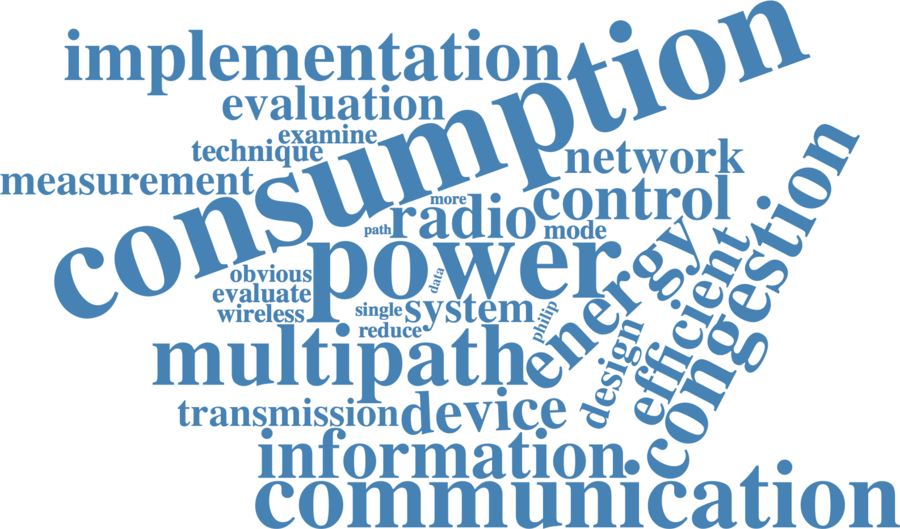 implementation
evaluation
consumption
examine
technique
measurement
network
congestion
control
more
radio
path
mode
power
energy
efficient
obvious
data
evaluate
wireless
single
system
philip
reduce
design
multipath
transmission
device
information
communication